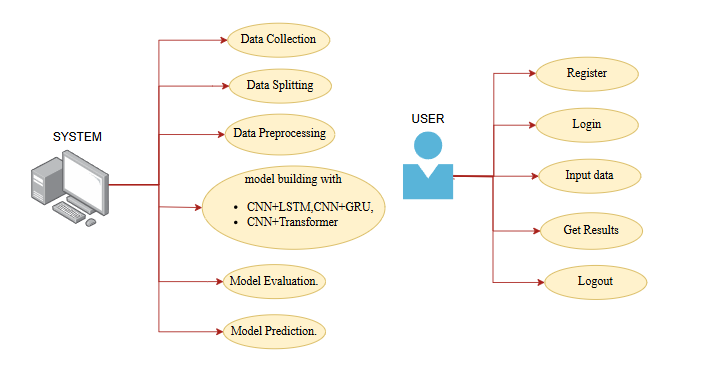 SYSTEM
Data Collection
Data Splitting
Data Preprocessing
model building with
• CNN+LSTM,CNN+GRU,
• CNN+Transformer
Model Evaluation.
Model Prediction.
USER
Register
Login
Input data
Get Results
Logout